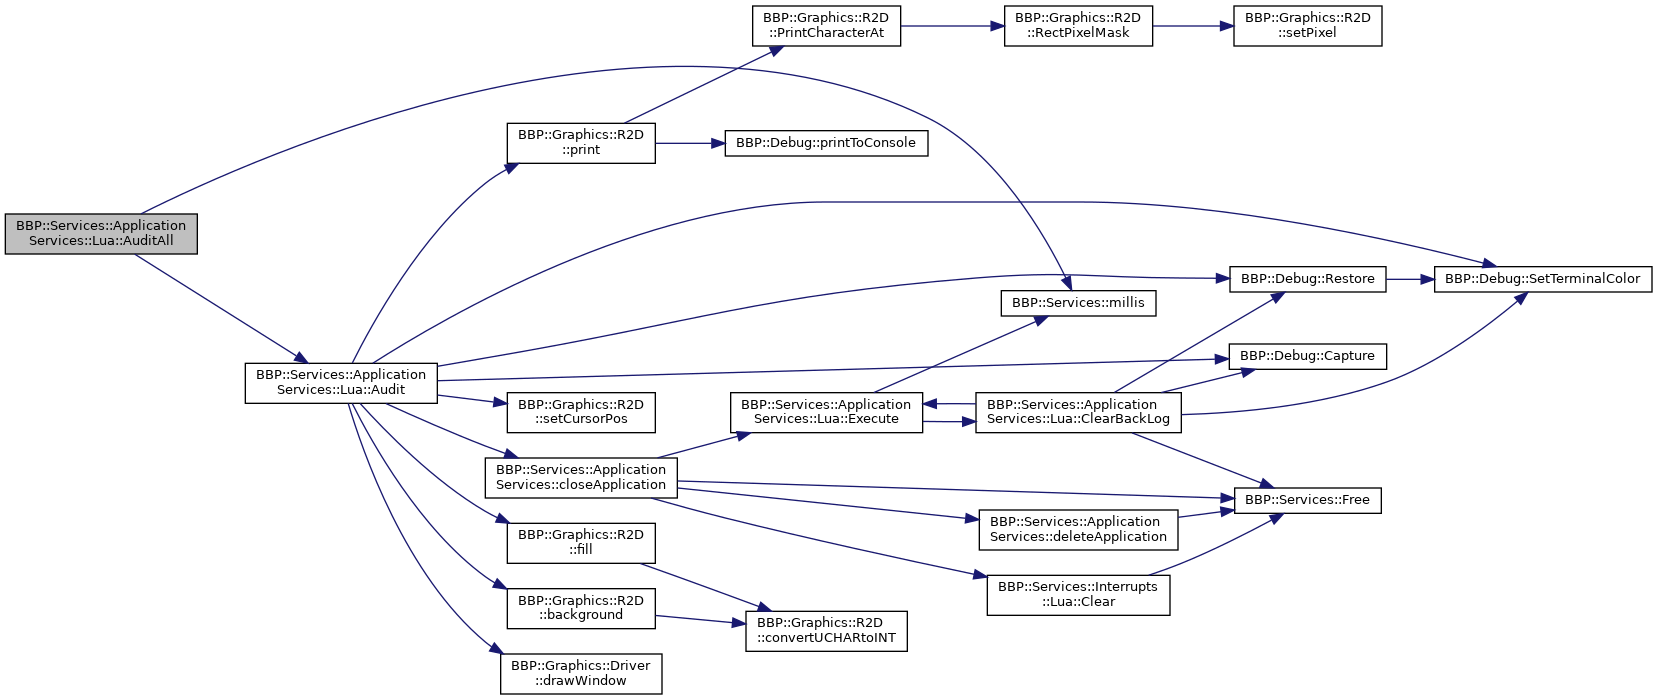 BBP::Graphics::R2D
::PrintCharacterAt
BBP::Graphics::R2D
::RectPixelMask
BBP::Graphics::R2D
::setPixel
BBP::Graphics::R2D
::print
BBP::Debug::printToConsole
BBP::Services::Application
Services::Lua::AuditAll
BBP::Services::millis
BBP::Debug::Restore
BBP::Debug::SetTerminalColor
BBP::Debug::Capture
BBP::Services::Application
Services::Lua::Audit
BBP::Graphics::R2D
::setCursorPos
BBP::Services::Application
Services::Lua::Execute
BBP::Services::Application
Services::Lua::ClearBackLog
BBP::Services::Application
Services::closeApplication
BBP::Services::Free
BBP::Graphics::R2D
::fill
BBP::Services::Application
Services::deleteApplication
BBP::Services::Interrupts
::Lua::Clear
BBP::Graphics::R2D
::background
BBP::Graphics::R2D
::convertUCHARtoINT
BBP::Graphics::Driver
::drawWindow